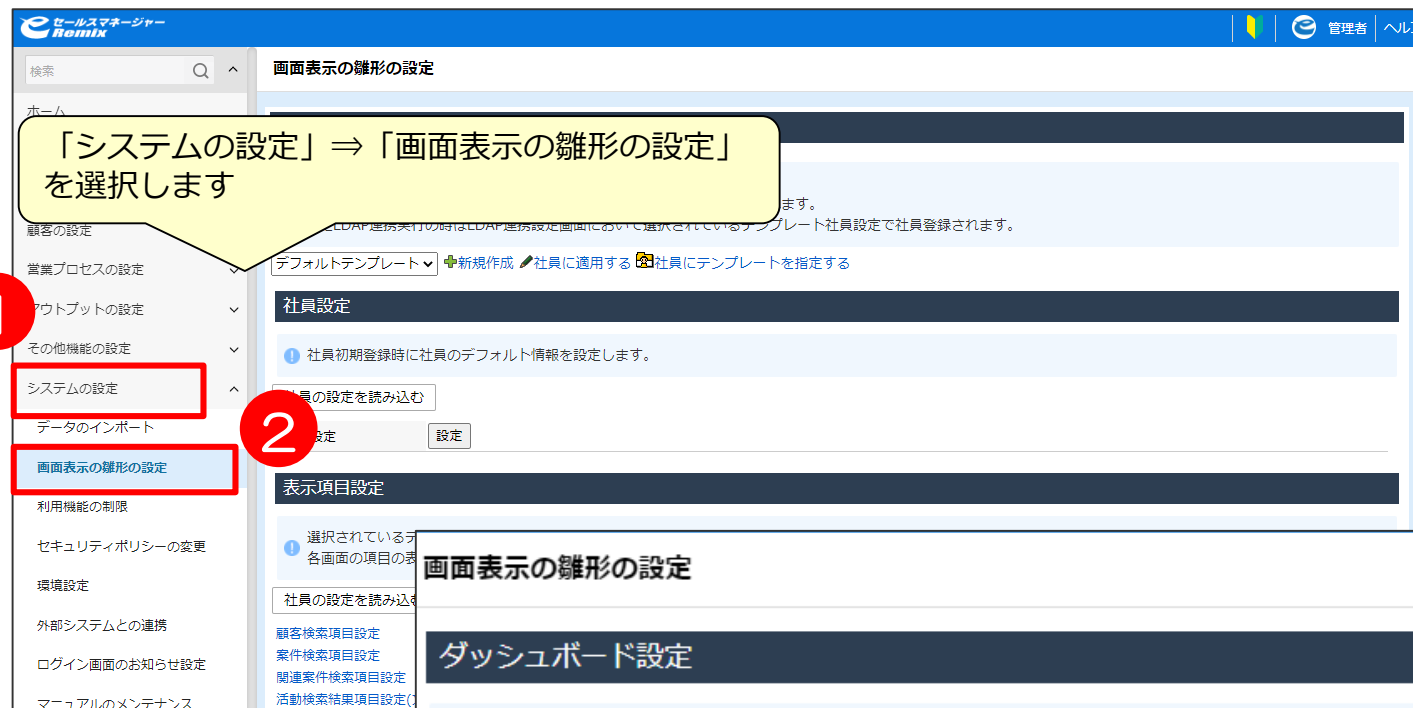 セールスマネージャー
Remix
管理者
検索
画面表示の雛形の設定
ホーム
「システムの設定」⇒「画面表示の雛形の設定」
を選択します
ます。
LDAP連携実行の時はLDAP連携設定画面において選択されているテンプレート社員設定で社員登録されます。
顧客の設定
デフォルトテンプレート 新規作成 社員に適用する 社員にテンプレートを指定する
営業プロセスの設定
社員設定
アウトプットの設定
その他機能の設定
社員初期登録時に社員のデフォルト情報を設定します。
システムの設定
社員の設定を読み込む
データのインポート
2
設定
設定
画面表示の雛形の設定
表示項目設定
利用機能の制限
選択されている
セキュリティポリシーの変更
各画面の項目の表
画面表示の雛形の設定
環境設定
社員の設定を読み込
外部システムとの連携
顧客検索項目設定
案件検索項目設定
ダッシュボード設定
ログイン画面のお知らせ設定
関連案件検索項目設定
活動検索結果項目設定(
マニュアルのメンテナンス